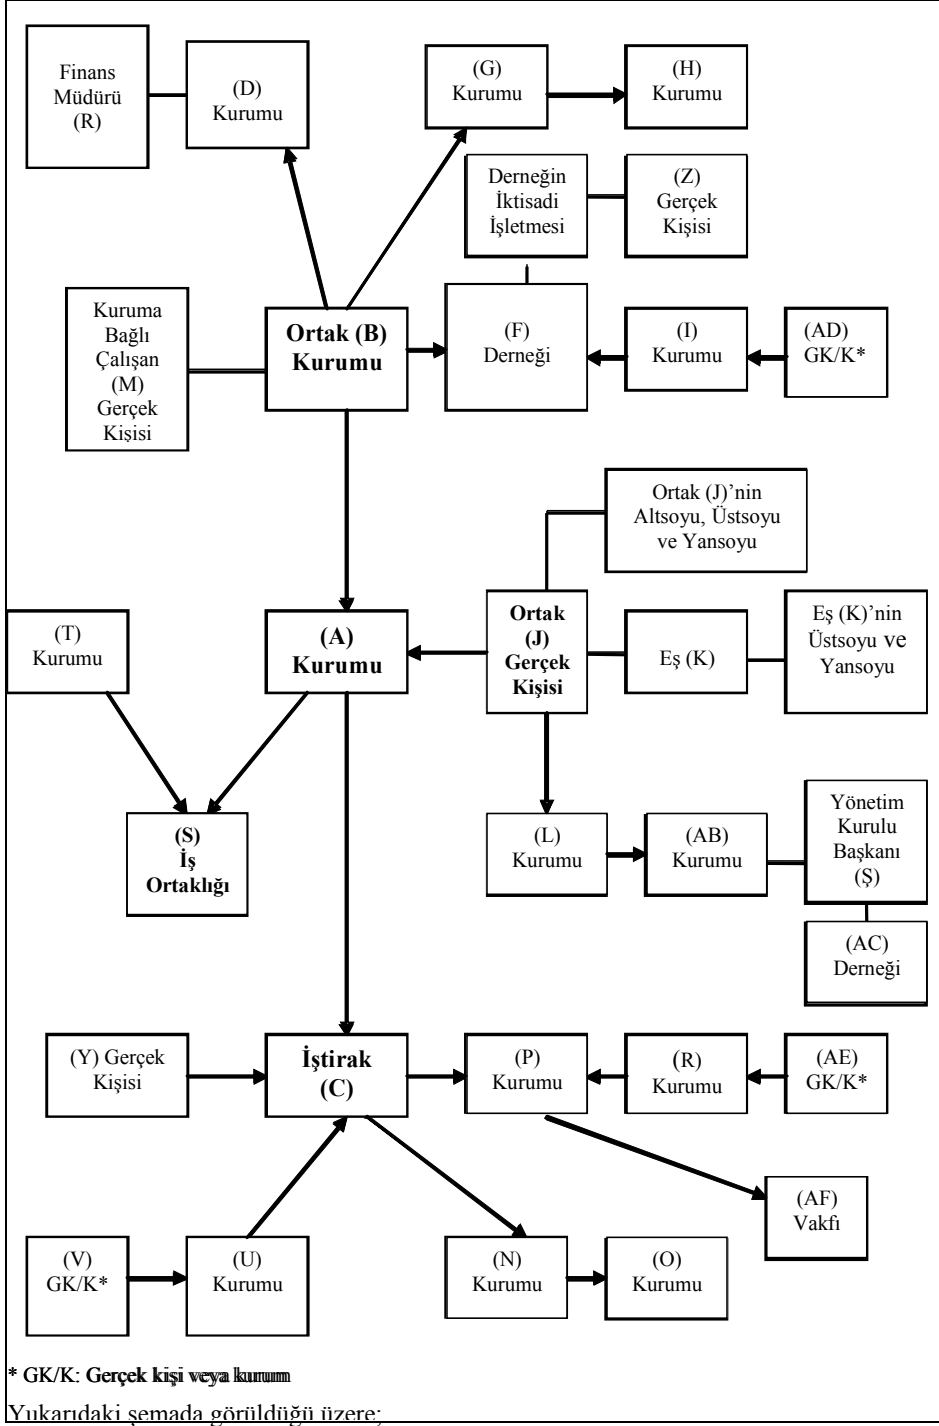 Finans
Müdürü
(R)
(D)
Kurumu
(G)
Kurumu
(H)
Kurumu
Derneğin
İktisadi
İşletmesi
(Z)
Gerçek
Kişisi
Kuruma
Bağlı
Çalışan
(M)
Gerçek
Kişisi
Ortak (B)
Kurumu
(F)
Derneği
(I)
Kurumu
(AD)
GK/K*
Ortak (J)'nin
Altsoyu, Üstsoyu
ve Yansoyu
(T)
Kurumu
(A)
Kurumu
Ortak
(J)
Gerçek
Kişisi
Eş (K)
Eş (K)'nin
Üstsoyu ve
Yansoyu
(S)
İş
Ortaklığı
(L)
Kurumu
(AB)
Kurumu
Yönetim
Kurulu
Başkanı
(Ş)
(AC)
Derneği
(Y) Gerçek
Kişisi
İştirak
(C)
(P)
Kurumu
(R)
Kurumu
(AE)
GK/K*
(AF)
Vakfı
(V)
GK/K*
(U)
Kurumu
(N)
Kurumu
(O)
Kurumu
* GK/K: Gerçek kişi veya kurum
Yukarıdaki şemada görüldüğü üzere;